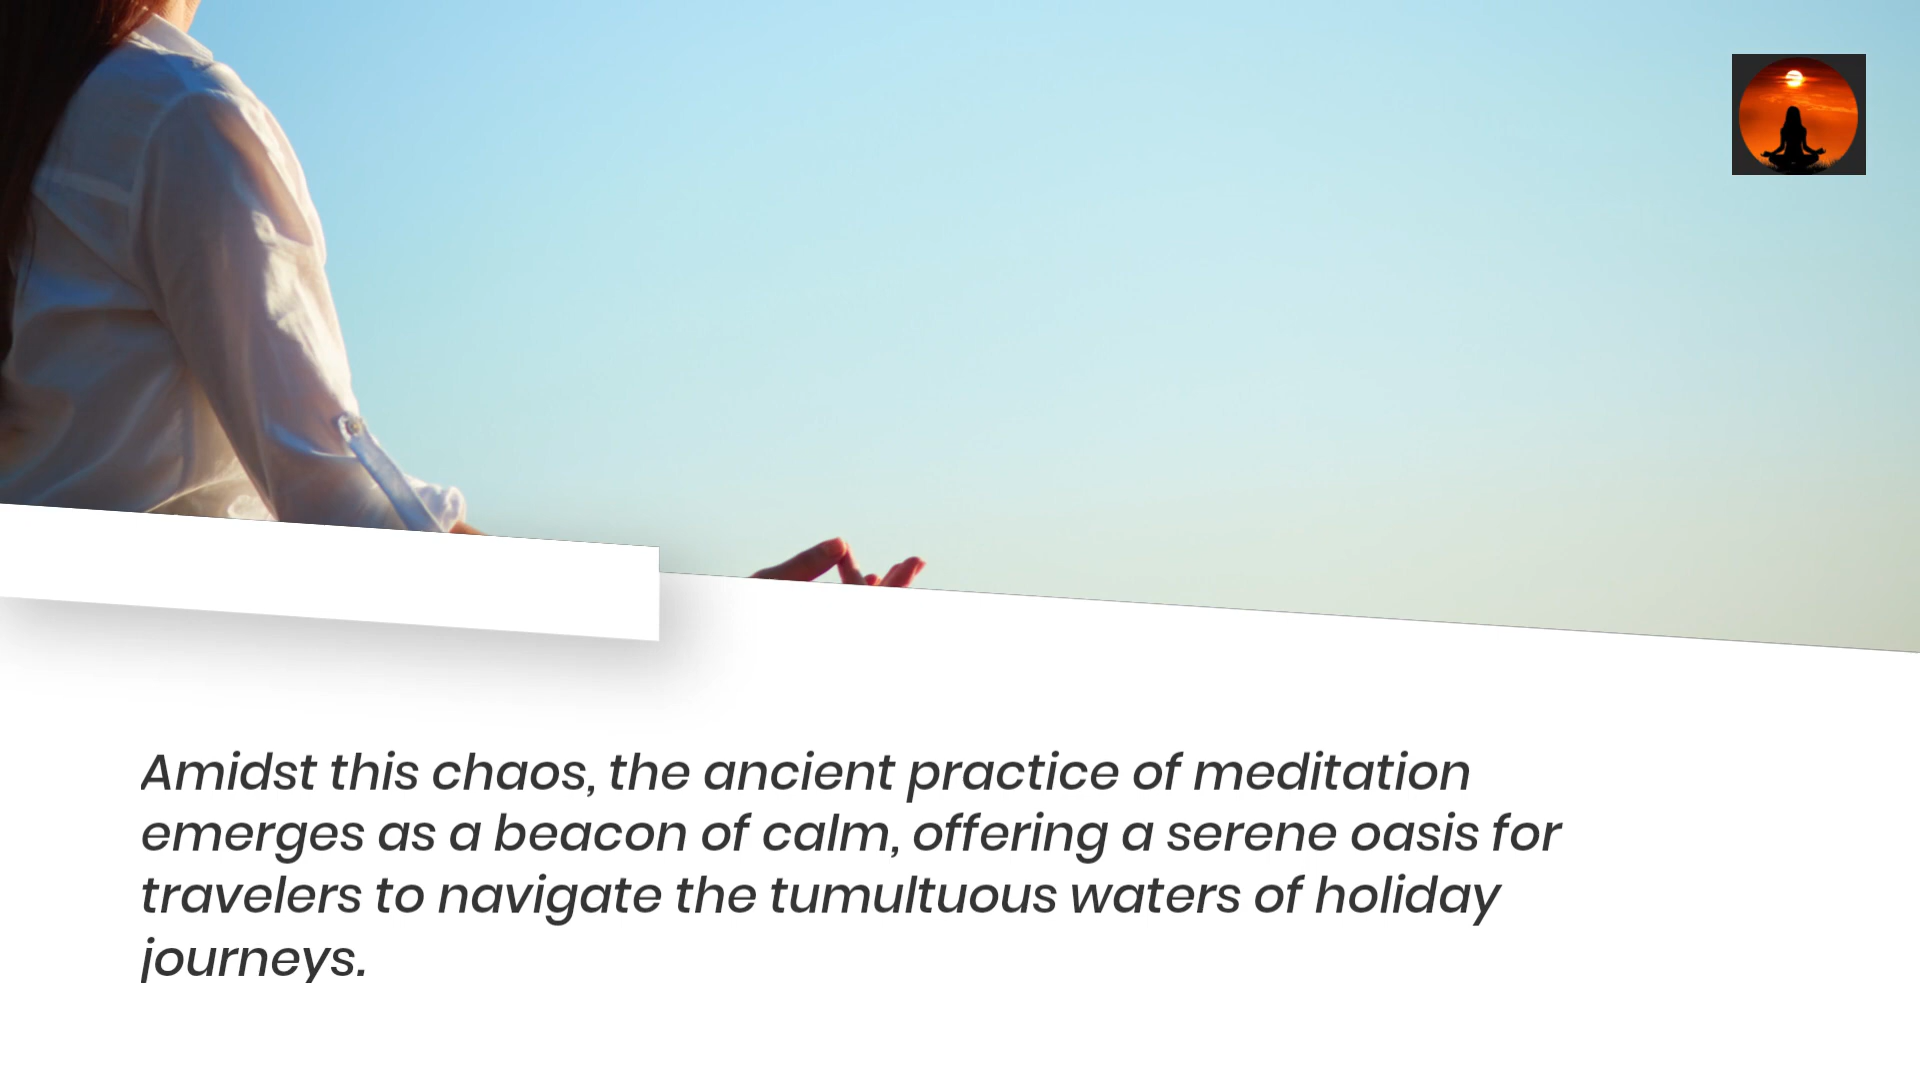 Amidst this chaos, the ancient practice of meditation
emerges as a beacon of calm, offering a serene oasis for
travelers to navigate the tumultuous waters of holiday
journeys.